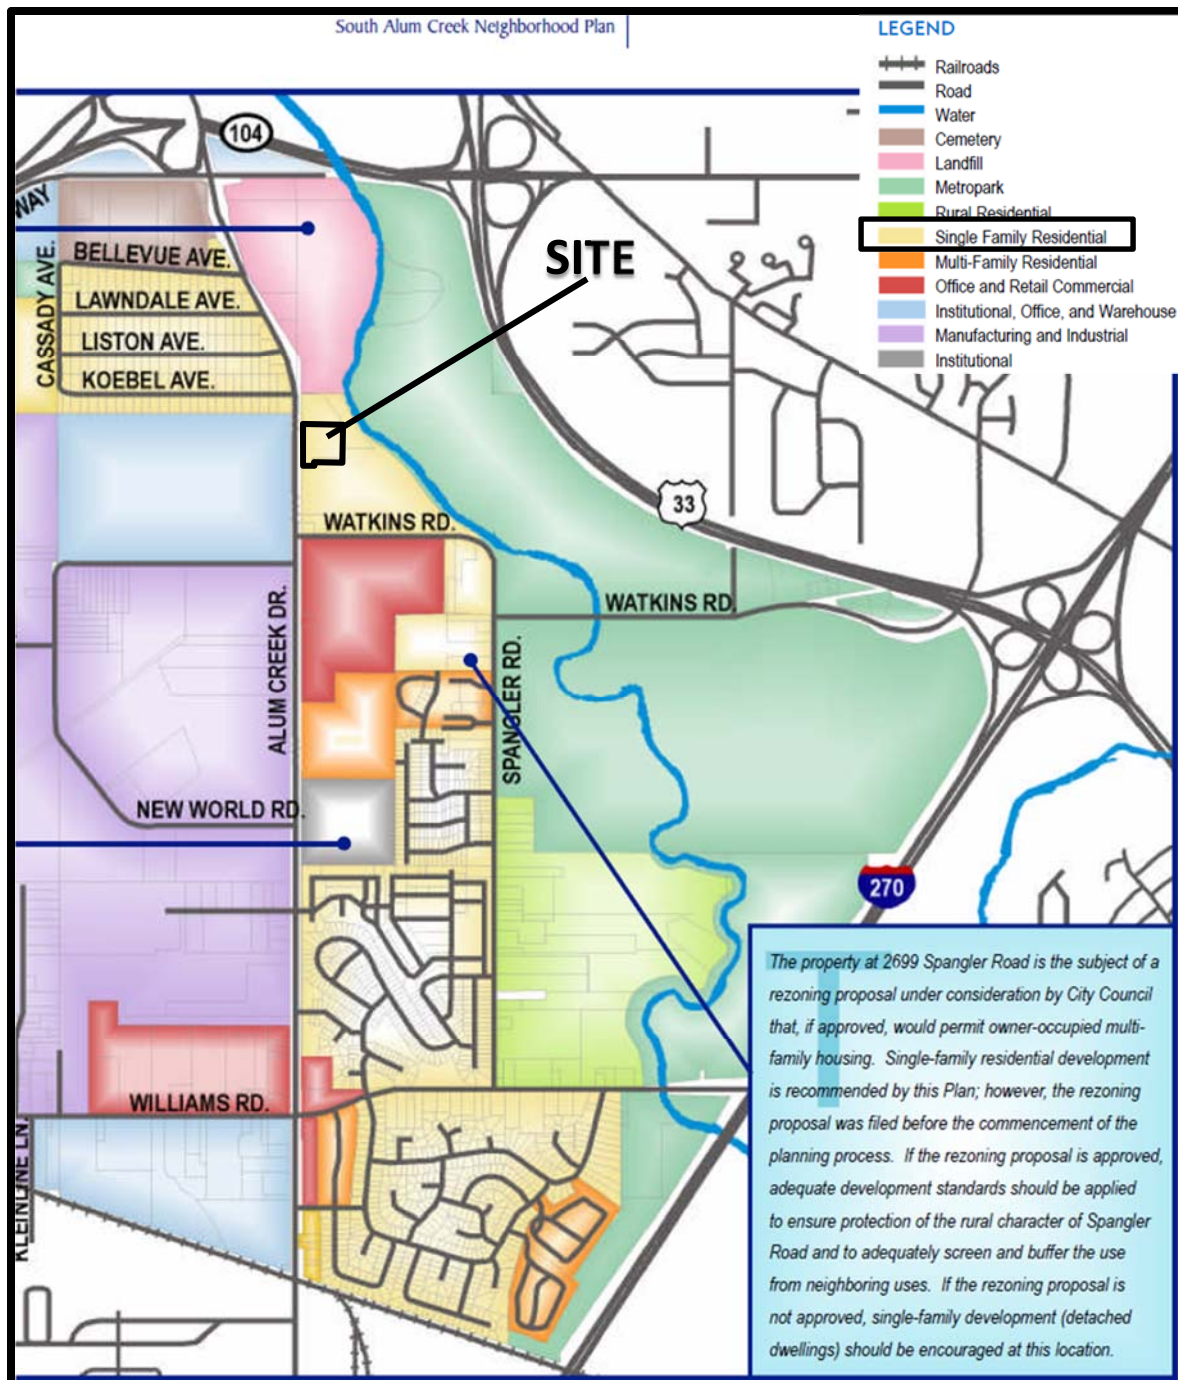 South Alum Creek Neighborhood Plan
LEGEND
Railroads
Road
Water
Cemetery
Landfill
Metropark
Rural Residential
Single Family Residential
Multi-Family Residential
Office and Retail Commercial
Institutional, Office, and Warehouse
Manufacturing and Industrial
Institutional
104
WAY
CASSADY AVE.
BELLEVUE AVE.
LAWNDALE AVE.
LISTON AVE.
KOEBEL AVE.
SITE
33
WATKINS RD.
WATKINS RD.
ALUM CREEK DR.
SPANGLER RD.
NEW WORLD RD.
270
WILLIAMS RD.
KLEINLINE LN.
The property at 2699 Spangler Road is the subject of a
rezoning proposal under consideration by City Council
that, if approved, would permit owner-occupied multi-
family housing. Single-family residential development
is recommended by this Plan; however, the rezoning
proposal was filed before the commencement of the
planning process. If the rezoning proposal is approved,
adequate development standards should be applied
to ensure protection of the rural character of Spangler
Road and to adequately screen and buffer the use
from neighboring uses. If the rezoning proposal is
not approved, single-family development (detached
dwellings) should be encouraged at this location.